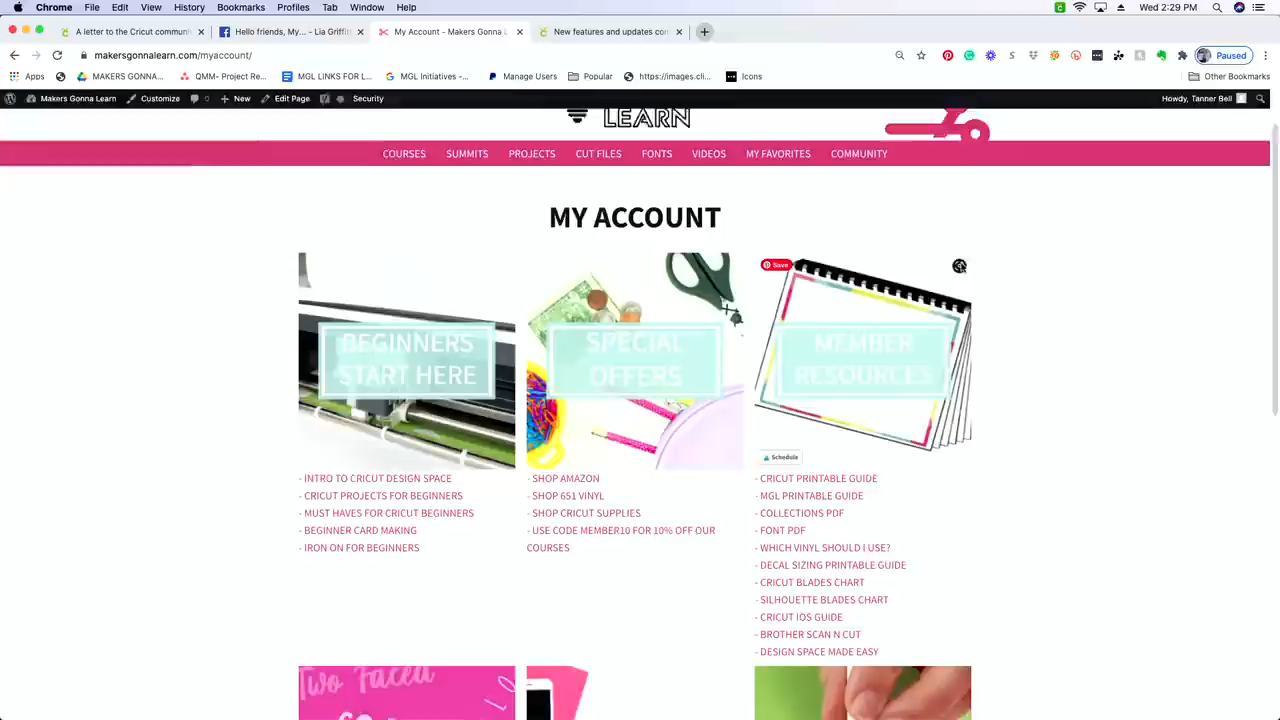 Chrome File Edit View History Bookmarks Profiles Tab Window Help Wed 2:29 PM
A letter to the Cricut commun Hello friends, My... – Lia Griffit My Account - Makers Gonna L New features and updates con
makersgonnalearn.com/myaccount/ Paused
Apps MAKERS GONNA... QMM- Project Re... MGL LINKS FOR L... MGL Initiatives -... Manage Users Popular https://images.cli... Icons Other Bookmarks
Makers Gonna Learn Customize 0 New Edit Page Security Howdy, Tanner Bell
LEARN
COURSES SUMMITS PROJECTS CUT FILES FONTS VIDEOS MY FAVORITES COMMUNITY
MY ACCOUNT
BEGINNERS
START HERE
- INTRO TO CRICUT DESIGN SPACE
- CRICUT PROJECTS FOR BEGINNERS
- MUST HAVES FOR CRICUT BEGINNERS
- BEGINNER CARD MAKING
- IRON ON FOR BEGINNERS
SPECIAL
OFFERS
- SHOP AMAZON
- SHOP 651 VINYL
- SHOP CRICUT SUPPLIES
- USE CODE MEMBER10 FOR 10% OFF OUR
COURSES
Save
MEMBER
RESOURCES
Schedule
- CRICUT PRINTABLE GUIDE
- MGL PRINTABLE GUIDE
- COLLECTIONS PDF
- FONT PDF
- WHICH VINYL SHOULD I USE?
- DECAL SIZING PRINTABLE GUIDE
- CRICUT BLADES CHART
- SILHOUETTE BLADES CHART
- CRICUT IOS GUIDE
- BROTHER SCAN N CUT
- DESIGN SPACE MADE EASY
Two Faced